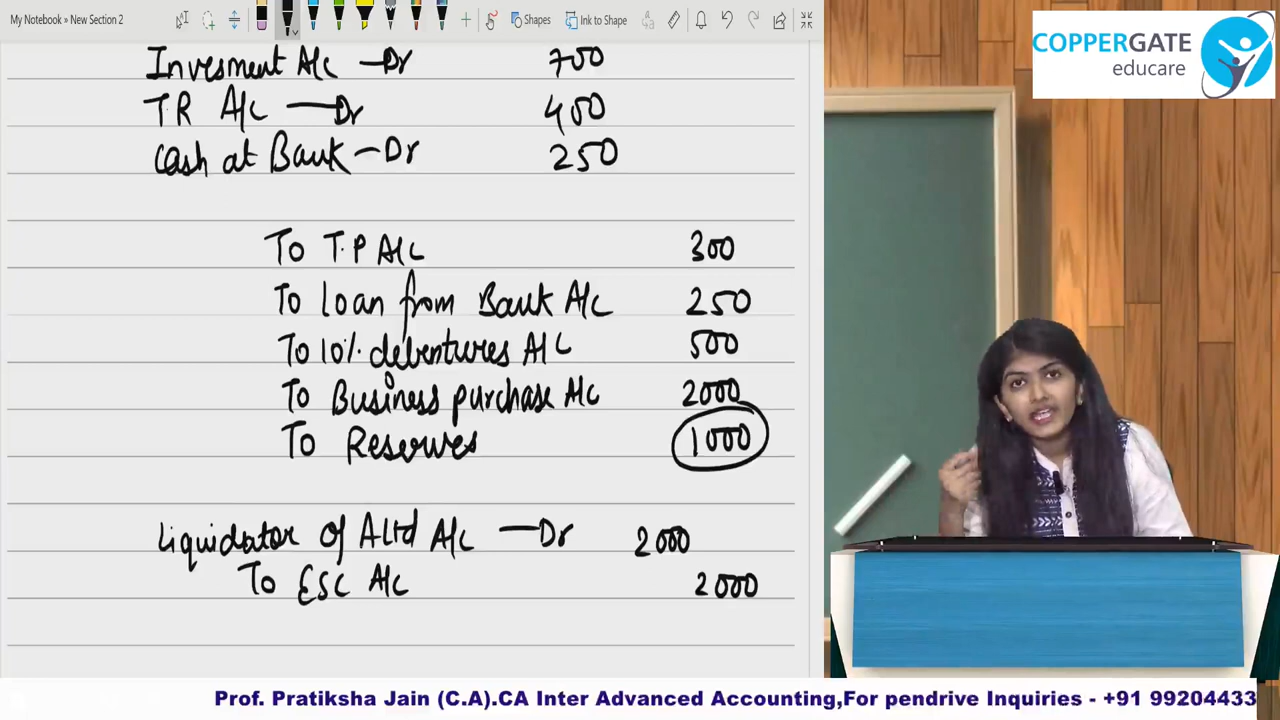 My Notebook » New Section 2
Shapes
Ink to Shape
COPPERGATE
educare
Invesment A/c —Dr 700
TR A/c —Dr 400
Cash at Bank —Dr 250
To T.P A/c 300
To loan from Bank A/c 250
To 10% debentures A/c 500
To Business purchase A/c 2000
To Reserves 1000
Liquidator of A Ltd A/c —Dr 2000
To ESC A/c 2000
Prof. Pratiksha Jain (C.A).CA Inter Advanced Accounting,For pendrive Inquiries - +91 99204433